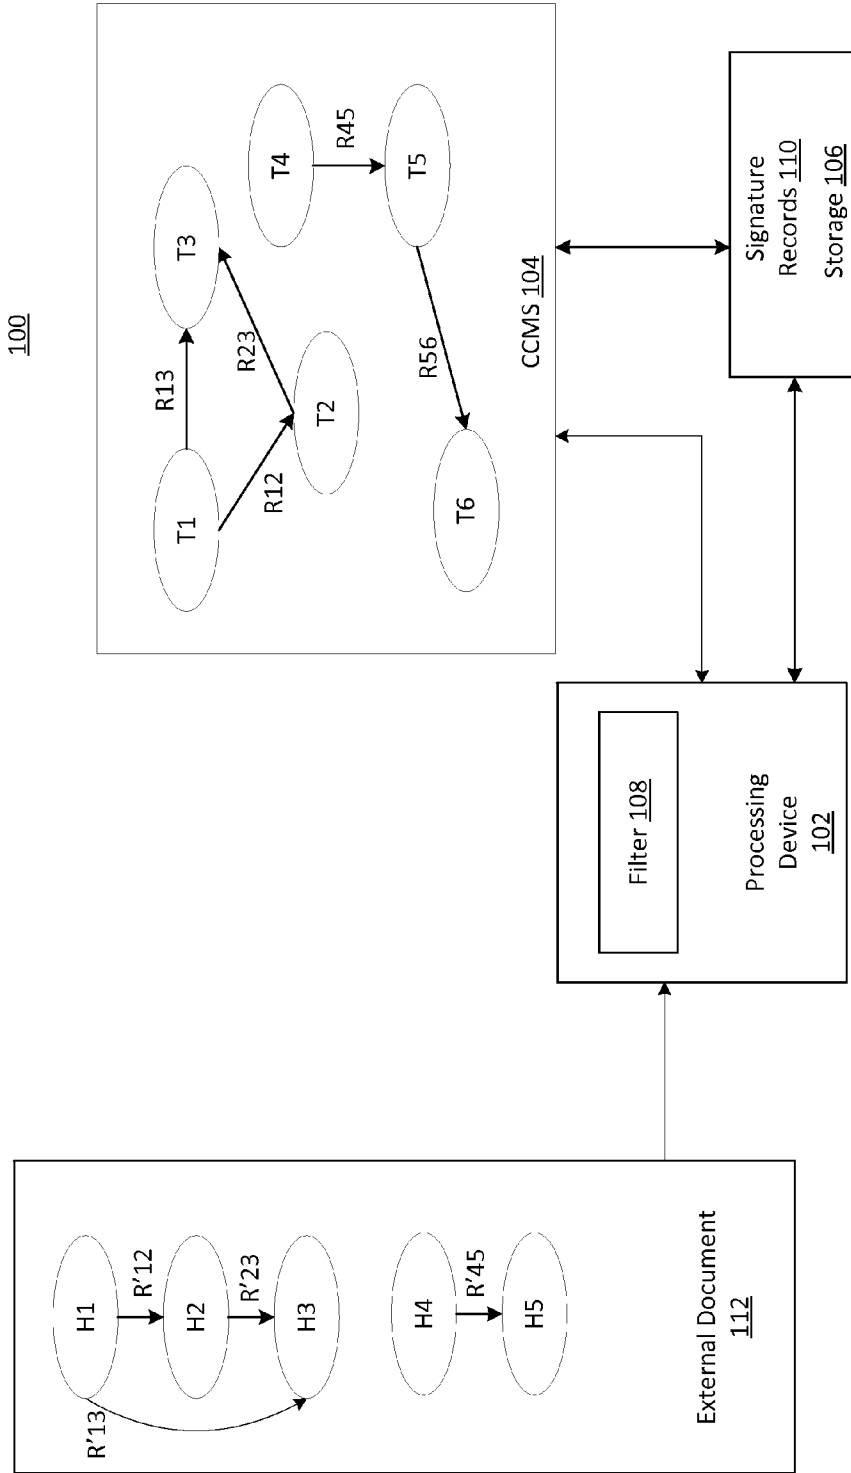 100
H1
R'12
H2
R'23
H3
R'13
H4
R'45
H5
External Document
112
Filter 108
Processing
Device
102
T1
R13
T3
R12
R23
T2
T4
R45
T5
R56
T6
CCMS 104
Signature
Records 110
Storage 106